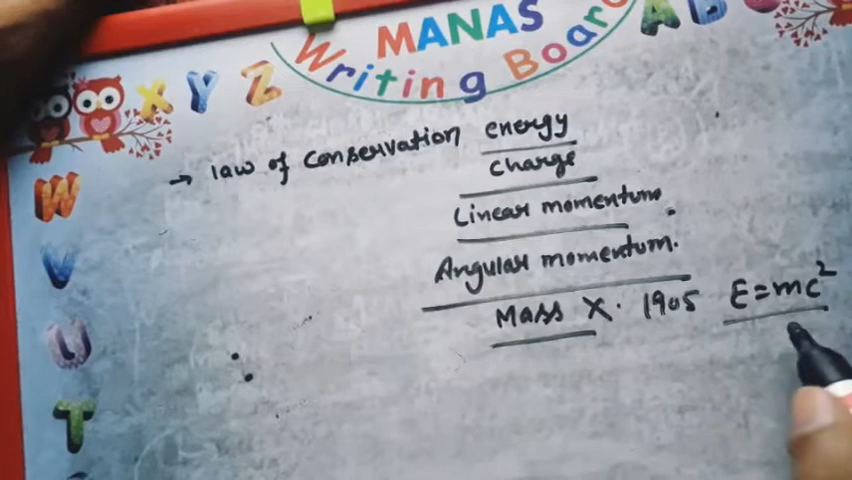 MANAS
Writing Board
A B
X Y Z
W
V
U
T
→ law of conservation energy
charge
Linear momentum.
Angular momentum.
Mass X. 1905 E=mc²